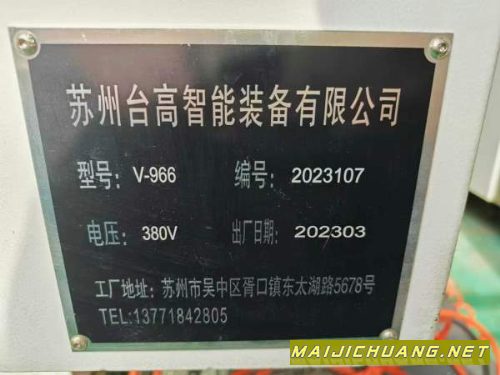 苏州台高智能装备有限公司
型号: V-966 编号: 2023107
电压: 380V 出厂日期: 202303
工厂地址: 苏州市吴中区胥口镇东太湖路5678号
TEL:13771842805
MAIJICHUANG.NET